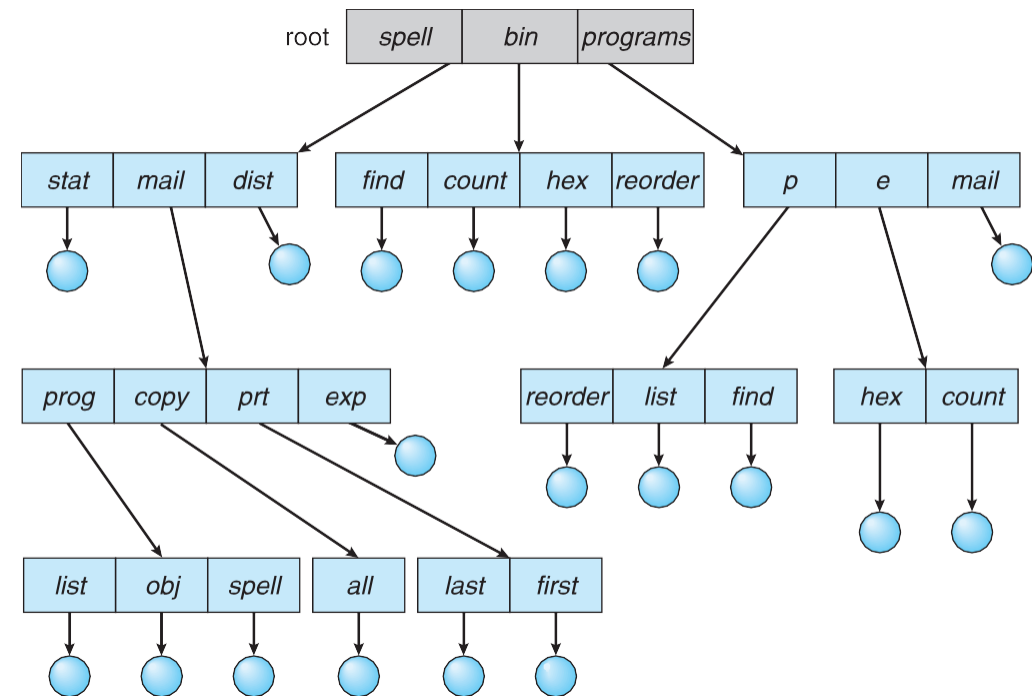 root spell bin programs
stat mail dist find count hex reorder p e mail
prog copy prt exp reorder list find hex count
list obj spell all last first